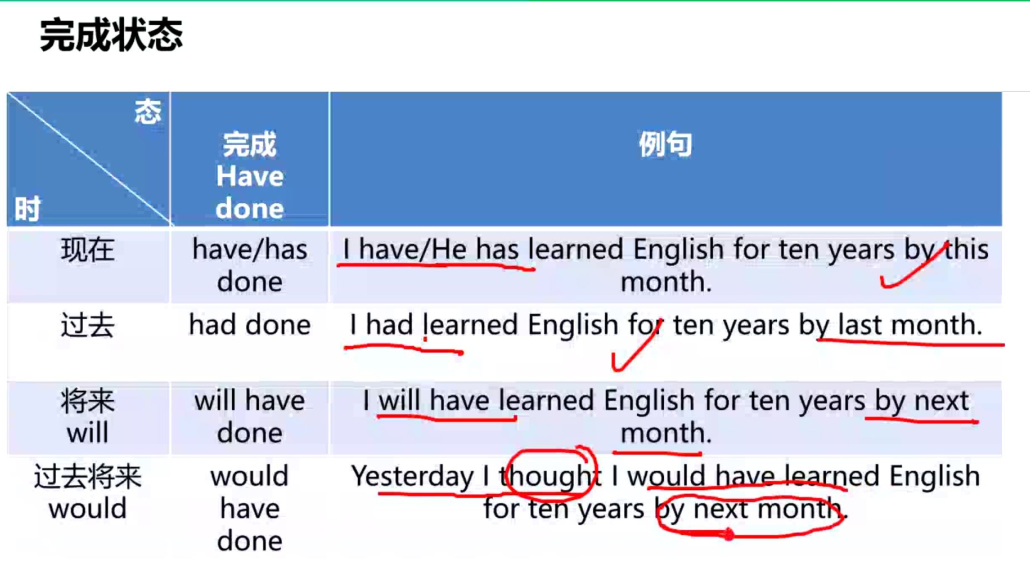 完成状态
态
时
完成
Have
done
例句
现在
have/has
done
I have/He has learned English for ten years by this
month.
过去
had done
I had learned English for ten years by last month.
将来
will
will have
done
I will have learned English for ten years by next
month.
过去将来
would
would
have
done
Yesterday I thought I would have learned English
for ten years by next month.